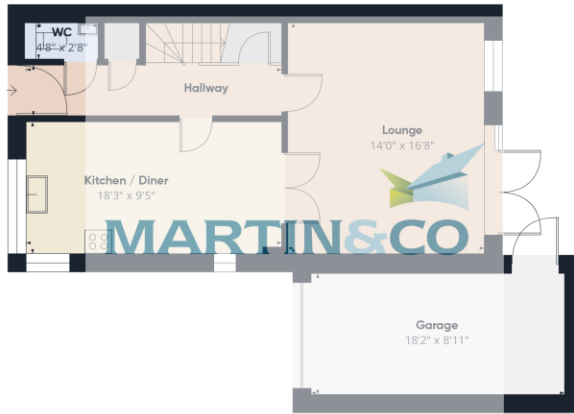 WC
4'8" x 2'8"
Hallway
Lounge
14'0" x 16'8"
Kitchen / Diner
18'3" x 9'5"
MARTIN&CO
Garage
18'2" x 8'11"